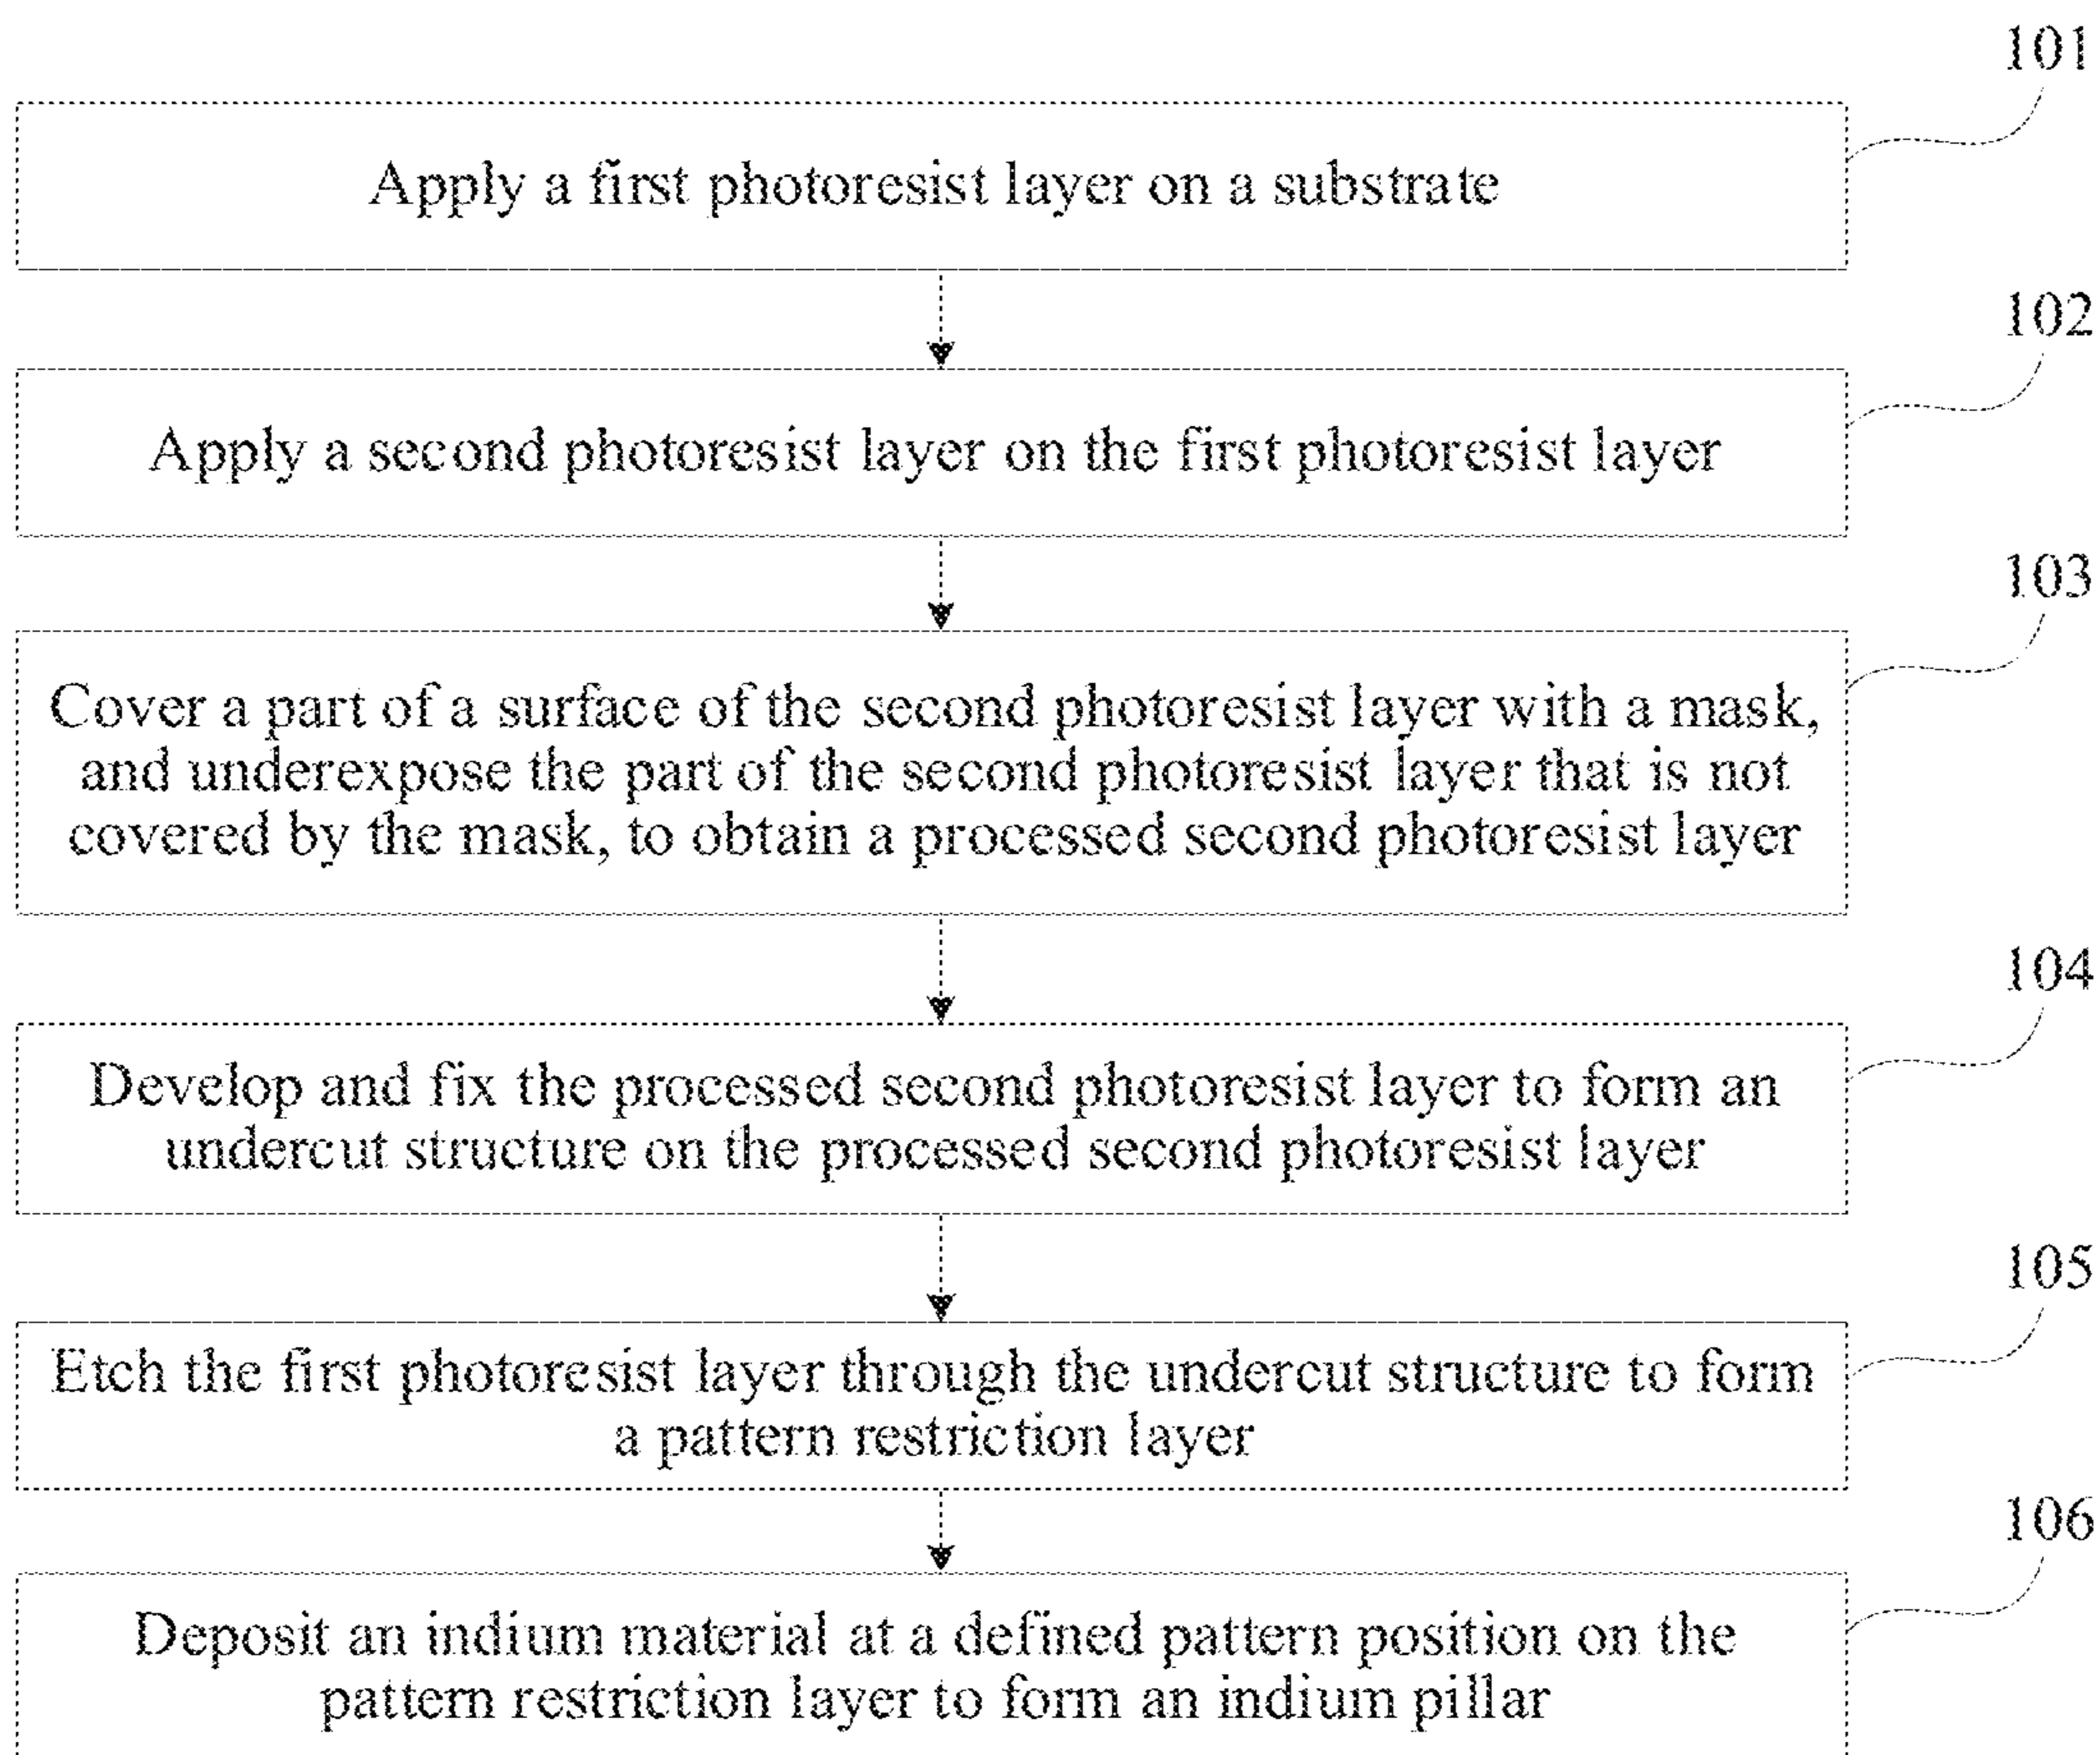 101
Apply a first photoresist layer on a substrate
102
Apply a second photoresist layer on the first photoresist layer
103
Cover a part of a surface of the second photoresist layer with a mask,
and underexpose the part of the second photoresist layer that is not
covered by the mask, to obtain a processed second photoresist layer
104
Develop and fix the processed second photoresist layer to form an
undercut structure on the processed second photoresist layer
105
Etch the first photoresist layer through the undercut structure to form
a pattern restriction layer
106
Deposit an indium material at a defined pattern position on the
pattern restriction layer to form an indium pillar